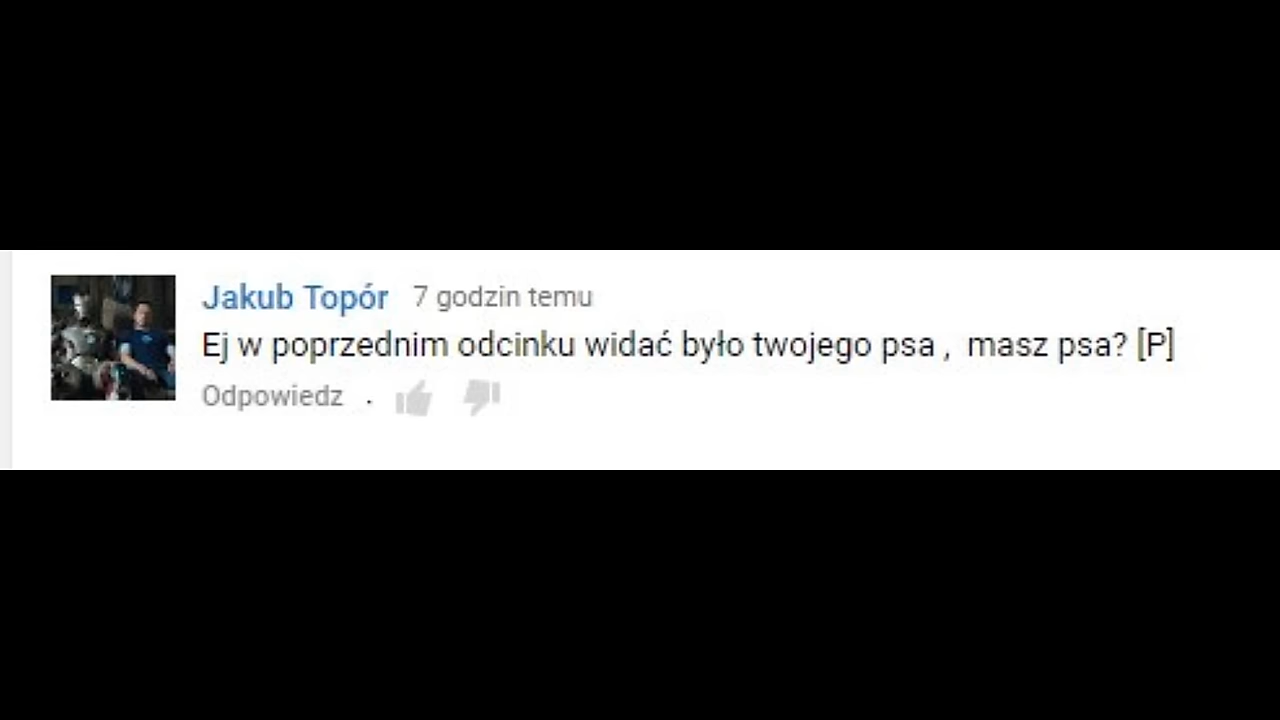 Jakub Topór 7 godzin temu
Ej w poprzednim odcinku widać było twojego psa ,  masz psa? [P]
Odpowiedz ·